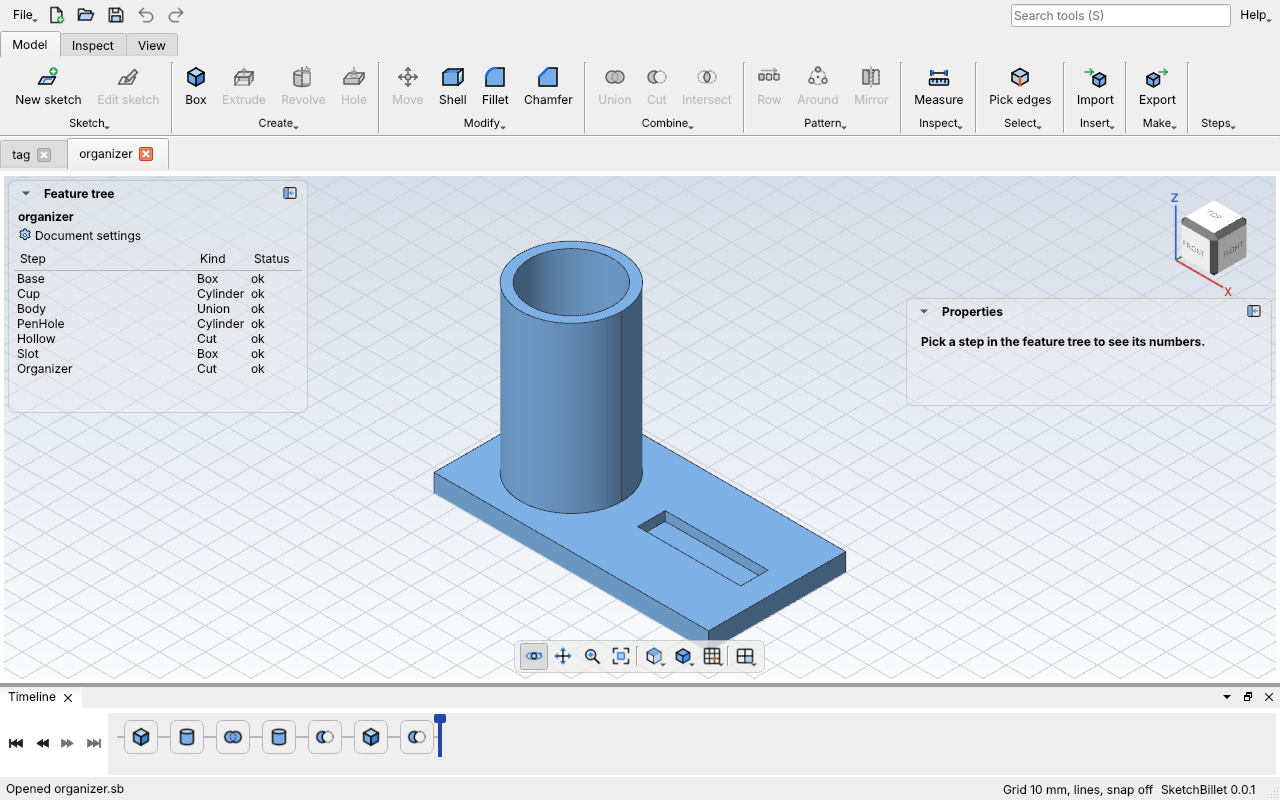 File
Search tools (S)
Help
Model Inspect View
New sketch Edit sketch Box Extrude Revolve Hole Move Shell Fillet Chamfer Union Cut Intersect Row Around Mirror Measure Pick edges Import Export
Sketch Create Modify Combine Pattern Inspect Select Insert Make Steps
tag organizer
Feature tree
organizer
Document settings
Step Kind Status
Base Box ok
Cup Cylinder ok
Body Union ok
PenHole Cylinder ok
Hollow Cut ok
Slot Box ok
Organizer Cut ok
Z
TOP
FRONT RIGHT
X
Properties
Pick a step in the feature tree to see its numbers.
Timeline
Opened organizer.sb
Grid 10 mm, lines, snap off SketchBillet 0.0.1